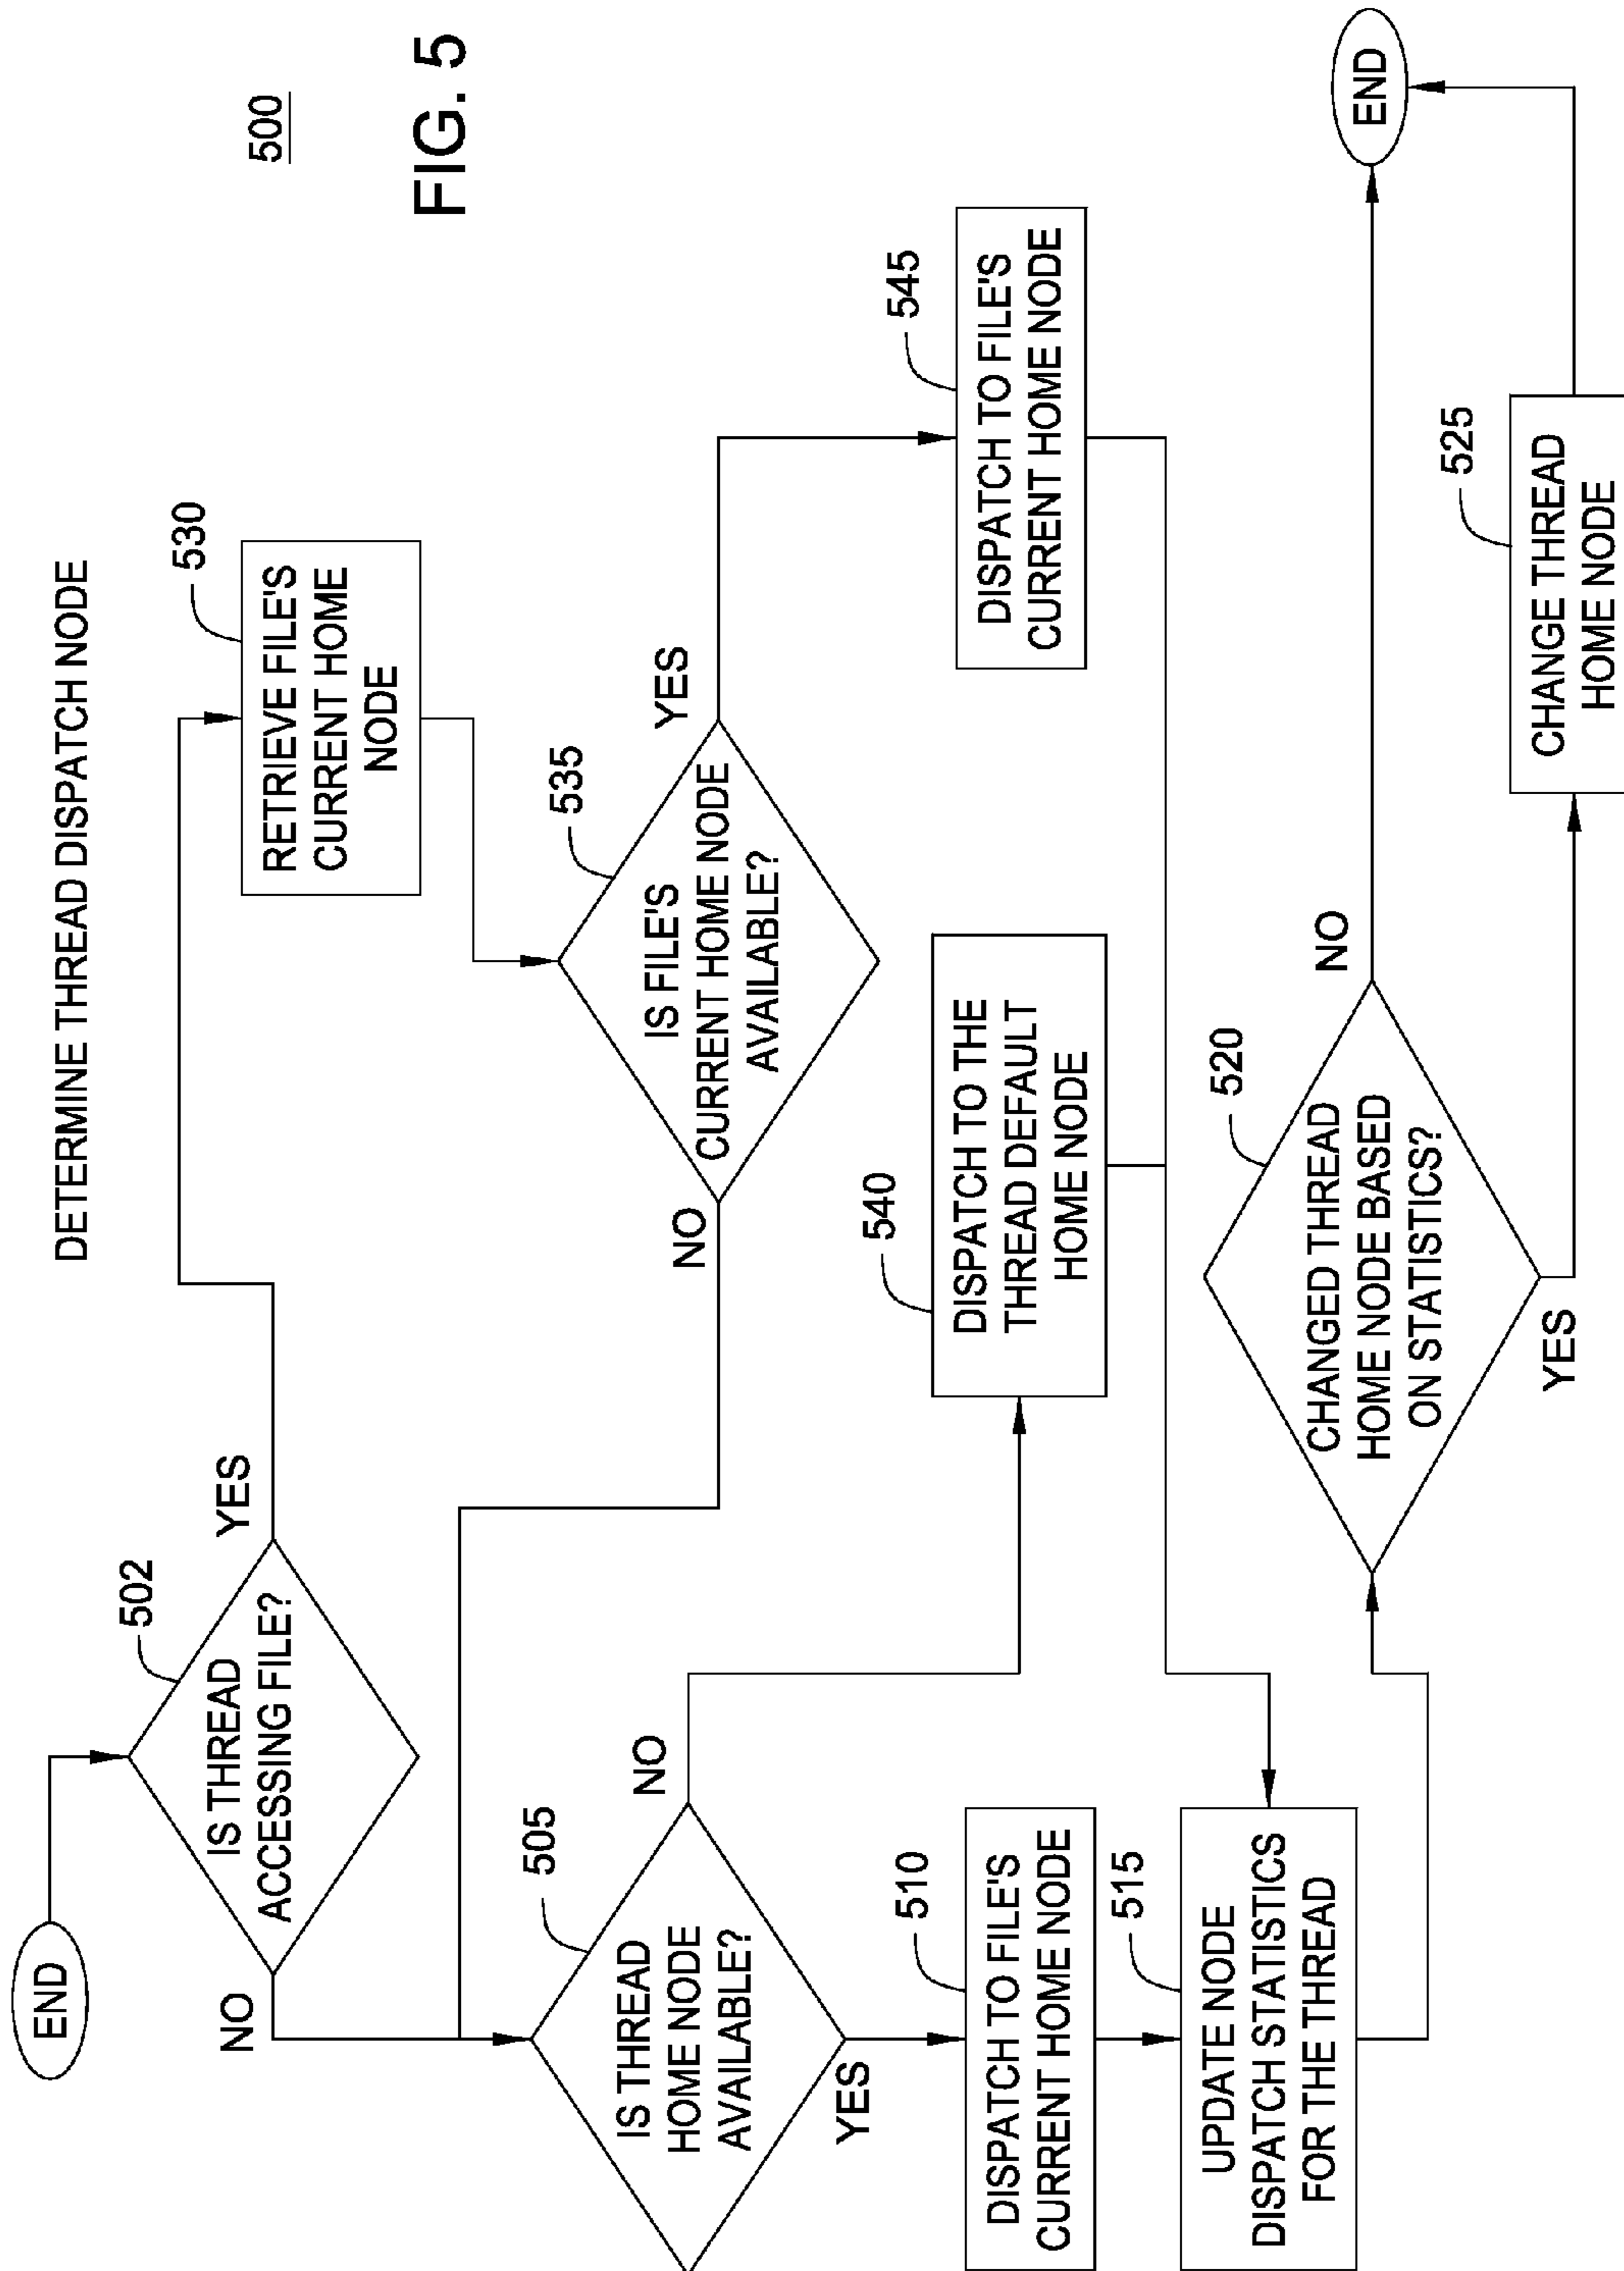 DETERMINE THREAD DISPATCH NODE
500
FIG. 5
END
502
IS THREAD
ACCESSING FILE?
YES
NO
530
RETRIEVE FILE'S
CURRENT HOME
NODE
535
IS FILE'S
CURRENT HOME NODE
AVAILABLE?
YES
NO
505
IS THREAD
HOME NODE
AVAILABLE?
NO
YES
510
DISPATCH TO FILE'S
CURRENT HOME NODE
540
DISPATCH TO THE
THREAD DEFAULT
HOME NODE
545
DISPATCH TO FILE'S
CURRENT HOME NODE
515
UPDATE NODE
DISPATCH STATISTICS
FOR THE THREAD
520
CHANGED THREAD
HOME NODE BASED
ON STATISTICS?
NO
YES
525
CHANGE THREAD
HOME NODE
END